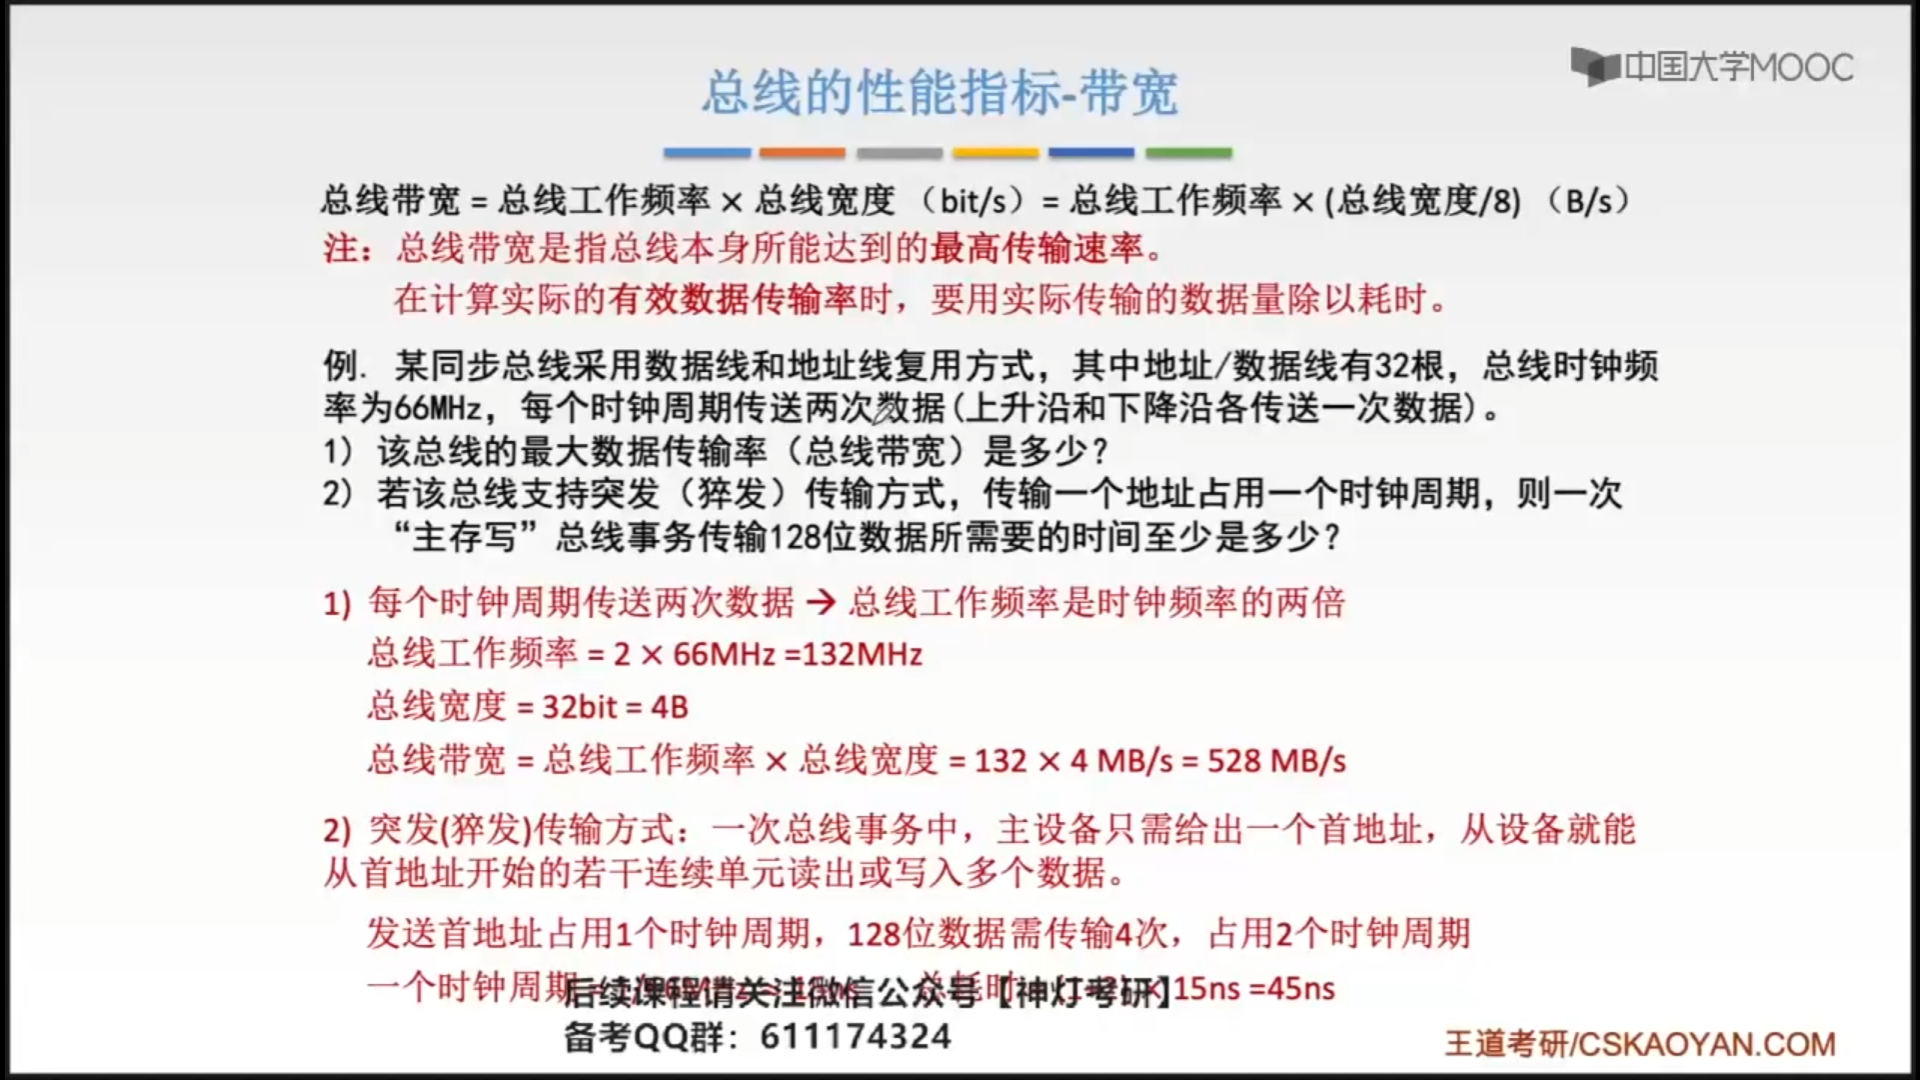 中国大学MOOC
总线的性能指标-带宽
总线带宽 = 总线工作频率 × 总线宽度 （bit/s）= 总线工作频率 × (总线宽度/8) （B/s）
注：总线带宽是指总线本身所能达到的最高传输速率。
在计算实际的有效数据传输率时，要用实际传输的数据量除以耗时。
例. 某同步总线采用数据线和地址线复用方式，其中地址/数据线有32根，总线时钟频
率为66MHz，每个时钟周期传送两次数据(上升沿和下降沿各传送一次数据)。
1) 该总线的最大数据传输率（总线带宽）是多少？
2) 若该总线支持突发（猝发）传输方式，传输一个地址占用一个时钟周期，则一次
“主存写”总线事务传输128位数据所需要的时间至少是多少？
1) 每个时钟周期传送两次数据 → 总线工作频率是时钟频率的两倍
总线工作频率 = 2 × 66MHz =132MHz
总线宽度 = 32bit = 4B
总线带宽 = 总线工作频率 × 总线宽度 = 132 × 4 MB/s = 528 MB/s
2) 突发(猝发)传输方式：一次总线事务中，主设备只需给出一个首地址，从设备就能
从首地址开始的若干连续单元读出或写入多个数据。
发送首地址占用1个时钟周期，128位数据需传输4次，占用2个时钟周期
一个时钟周期 15ns =45ns
后续课程请关注微信公众号【神灯考研】
备考QQ群：611174324
王道考研/CSKAOYAN.COM